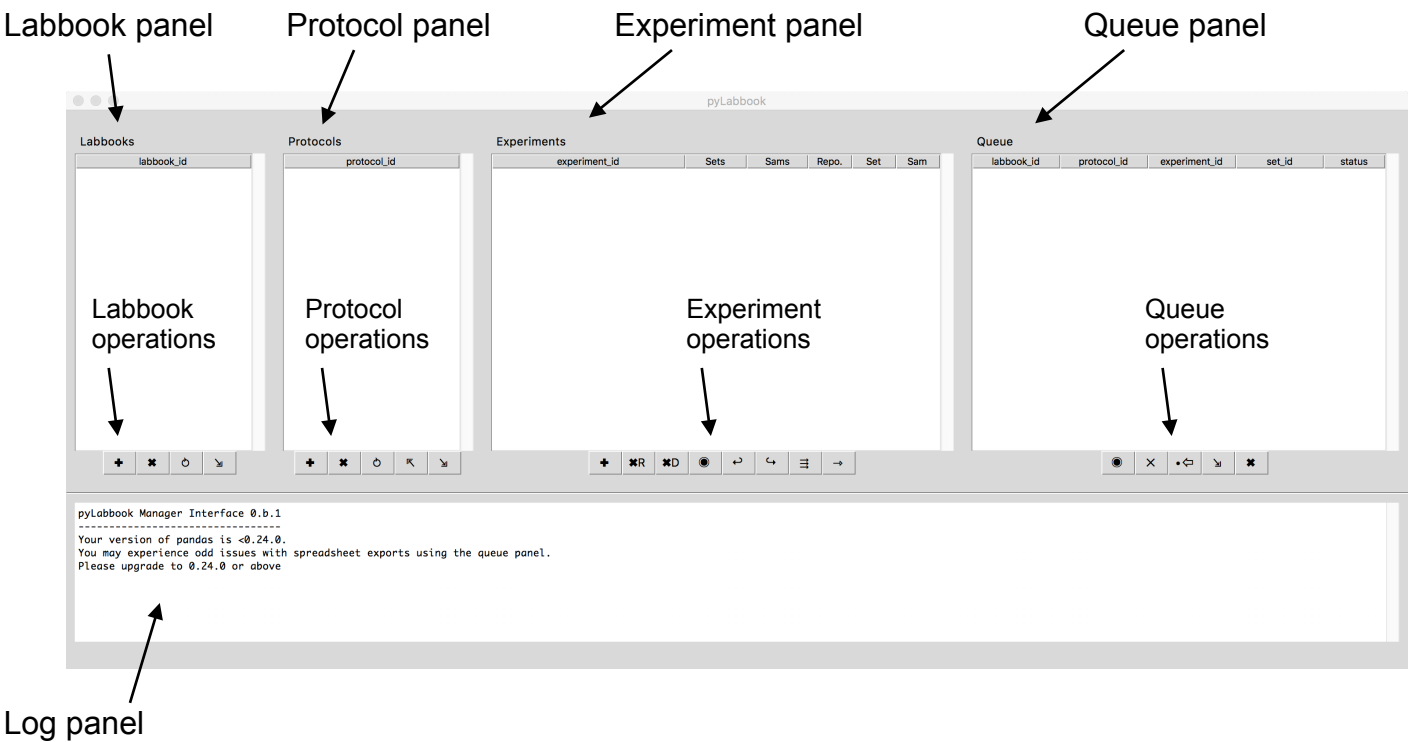 Labbook panel Protocol panel Experiment panel Queue panel
pyLabbook
Labbooks Protocols Experiments Queue
labbook_id protocol_id experiment_id Sets Sams Repo. Set Sam labbook_id protocol_id experiment_id set_id status
Labbook Protocol Experiment Queue
operations operations operations operations
✚ ✖ ⥁ ⇲ ✚ ✖ ⥁ ⇱ ⇲ ✚ ✖R ✖D ◉ ↩ ↪ ⇶ → ◉ ✕ •⇦ ⇲ ✖
pyLabbook Manager Interface 0.b.1
---------------------------------
Your version of pandas is <0.24.0.
You may experience odd issues with spreadsheet exports using the queue panel.
Please upgrade to 0.24.0 or above
Log panel